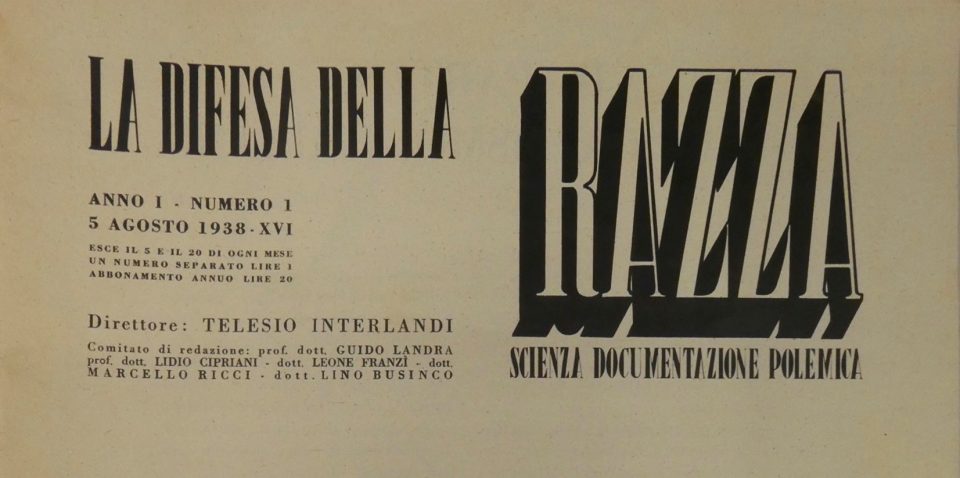 LA DIFESA DELLA
RAZZA
ANNO I - NUMERO 1
5 AGOSTO 1938 - XVI
ESCE IL 5 E IL 20 DI OGNI MESE
UN NUMERO SEPARATO LIRE 1
ABBONAMENTO ANNUO LIRE 20
Direttore: TELESIO INTERLANDI
Comitato di redazione: prof. dott. GUIDO LANDRA
prof. dott. LIDIO CIPRIANI - dott. LEONE FRANZÌ - dott.
MARCELLO RICCI - dott. LINO BUSINCO
SCIENZA DOCUMENTAZIONE POLEMICA